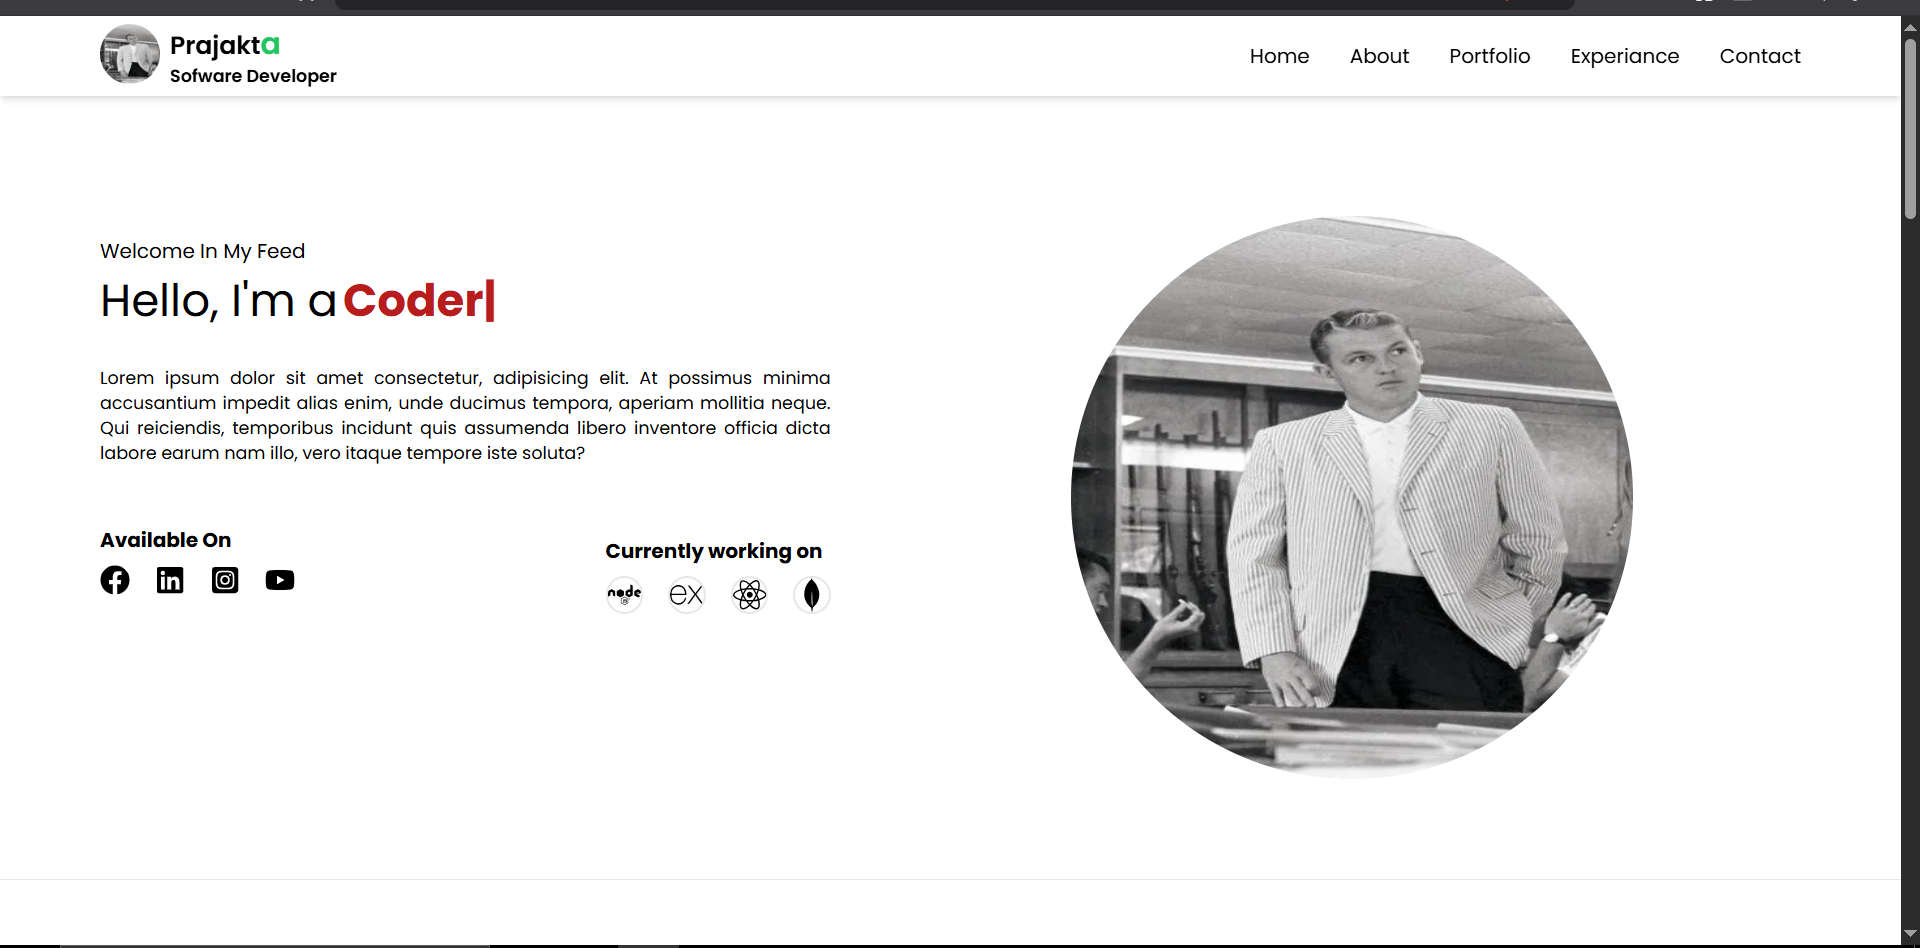 Prajakta
Sofware Developer
Home About Portfolio Experiance Contact
Welcome In My Feed
Hello, I'm a Coder|
Lorem ipsum dolor sit amet consectetur, adipisicing elit. At possimus minima
accusantium impedit alias enim, unde ducimus tempora, aperiam mollitia neque.
Qui reiciendis, temporibus incidunt quis assumenda libero inventore officia dicta
labore earum nam illo, vero itaque tempore iste soluta?
Available On
Currently working on
in
node
ex